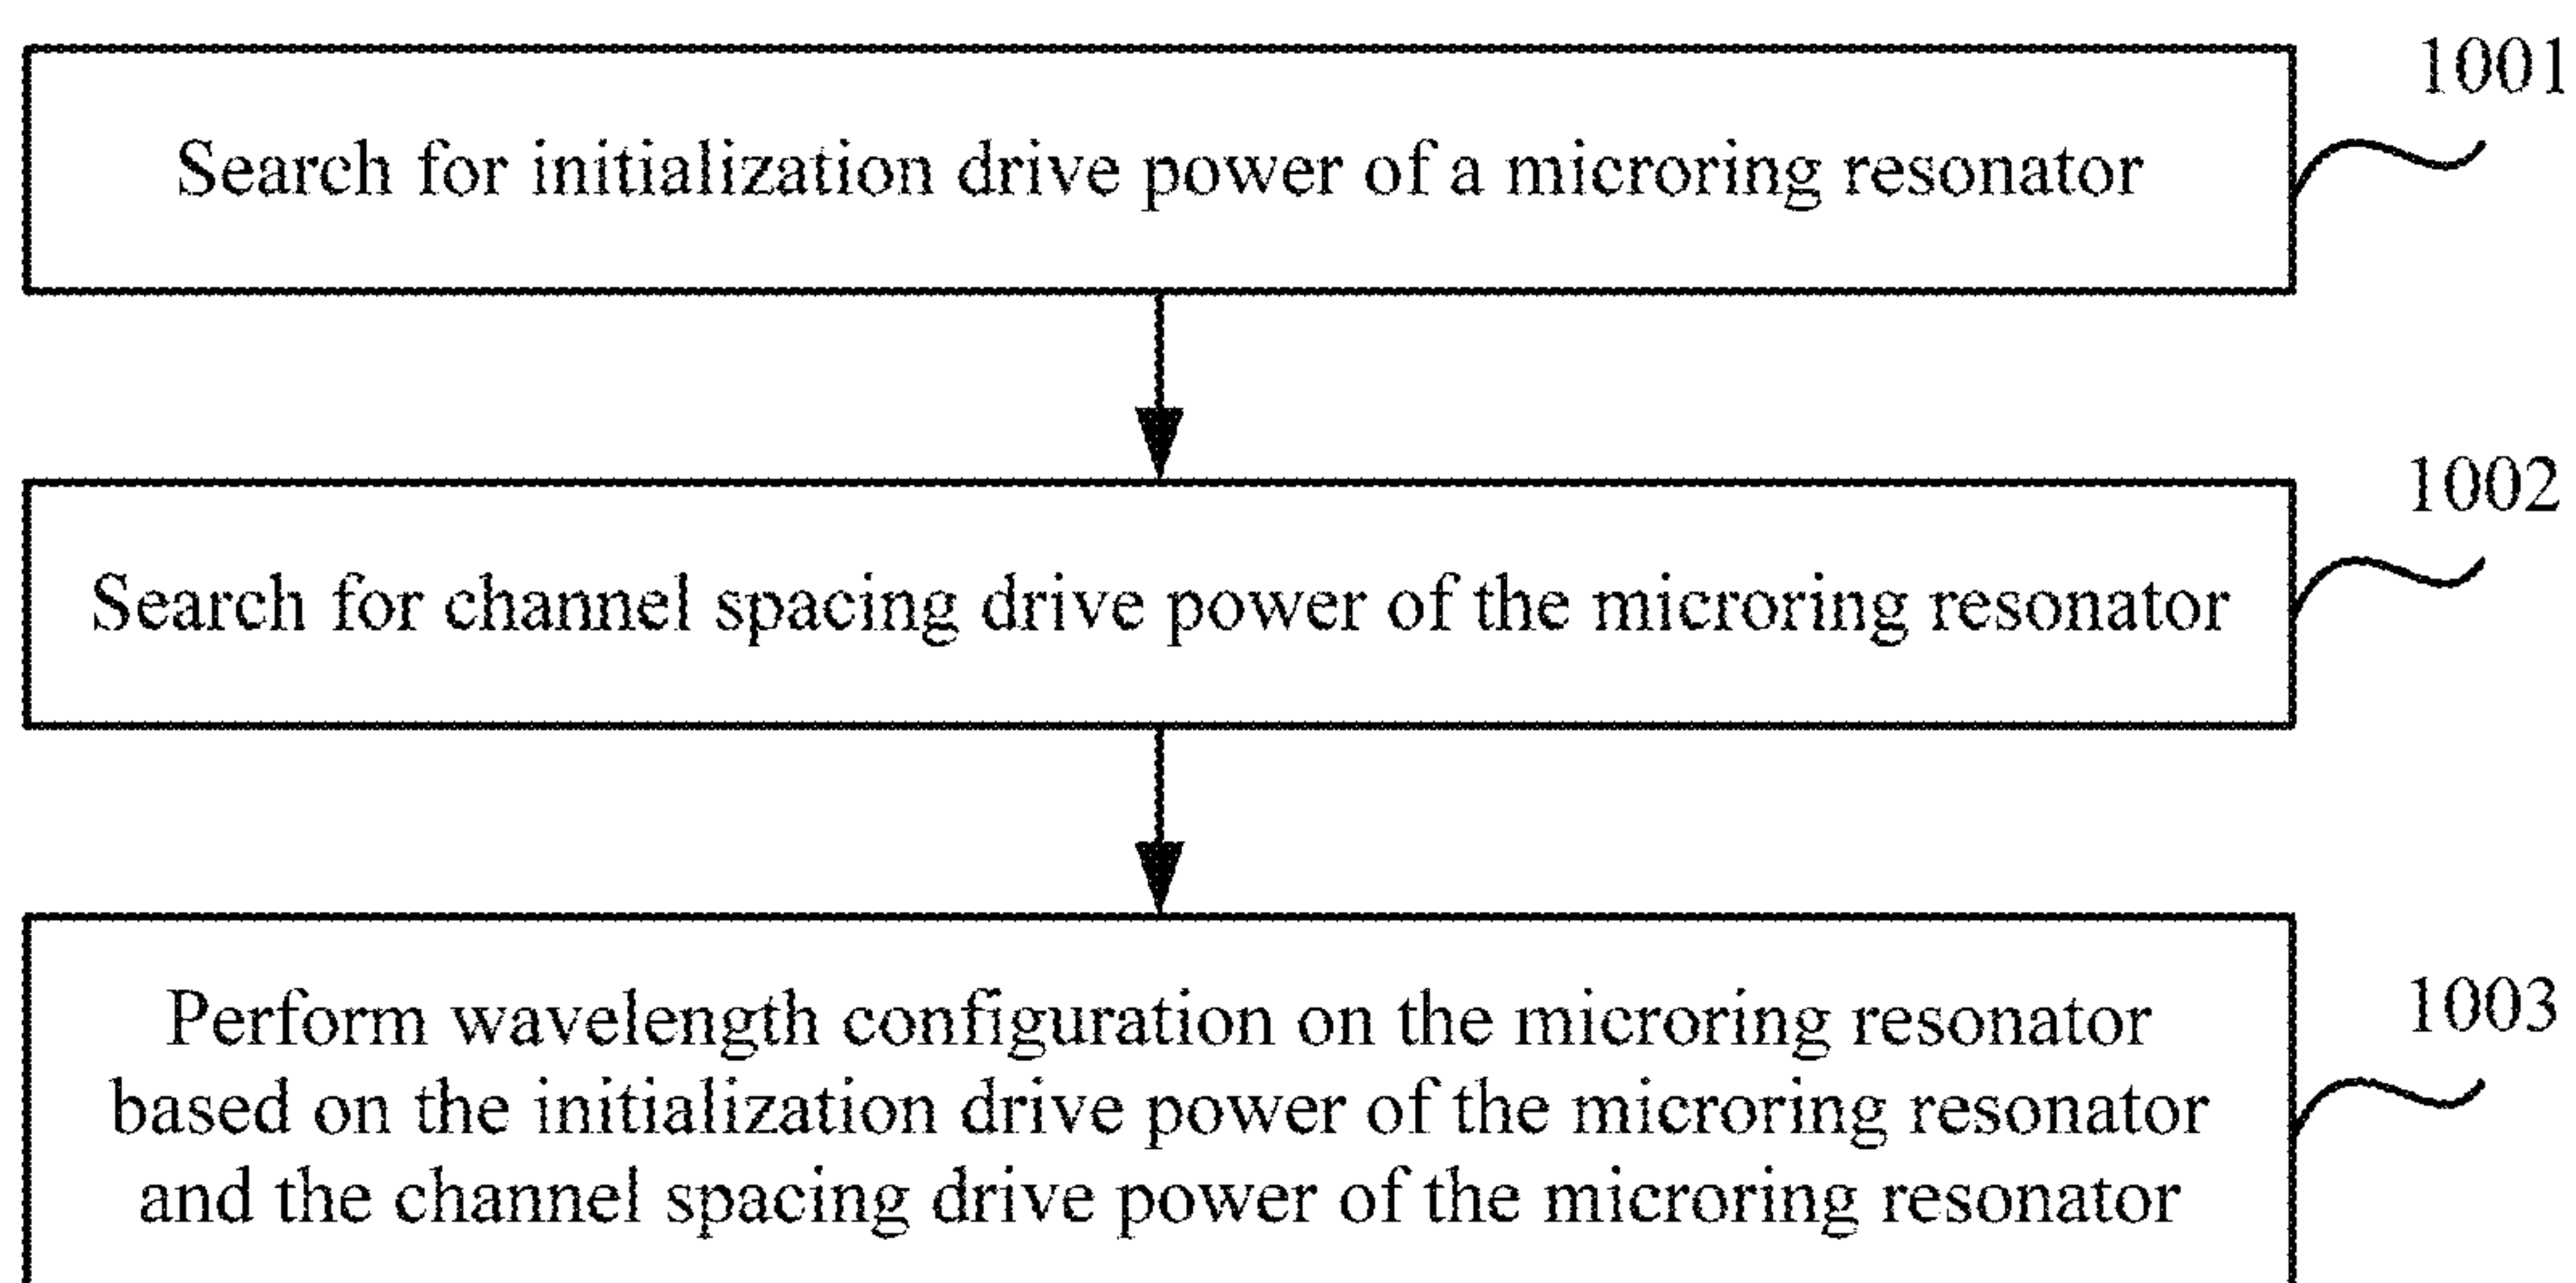 1001
Search for initialization drive power of a microring resonator
1002
Search for channel spacing drive power of the microring resonator
1003
Perform wavelength configuration on the microring resonator
based on the initialization drive power of the microring resonator
and the channel spacing drive power of the microring resonator